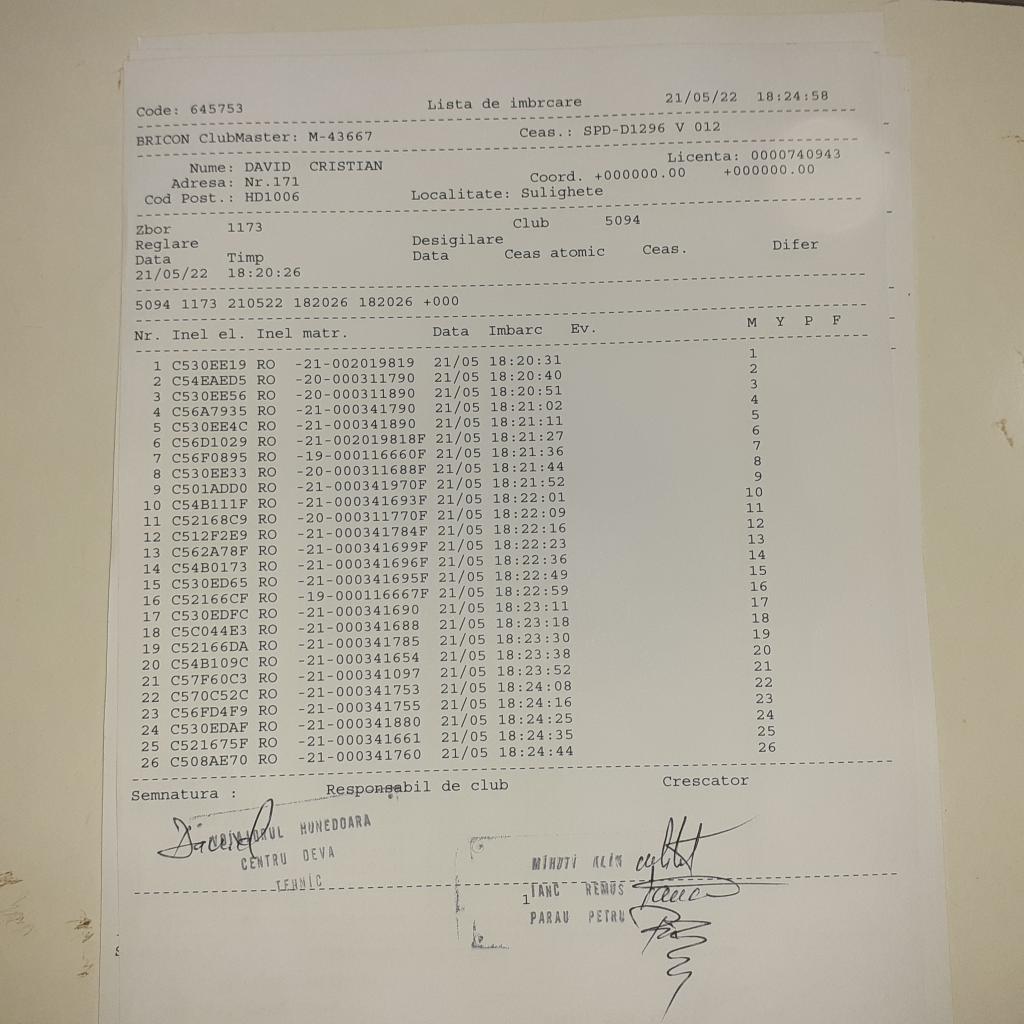 Code: 645753 Lista de imbrcare 21/05/22 18:24:58
BRICON ClubMaster: M-43667 Ceas.: SPD-D1296 V 012
Nume: DAVID CRISTIAN Licenta: 0000740943
Adresa: Nr.171 Coord. +000000.00 +000000.00
Cod Post.: HD1006 Localitate: Sulighete
Zbor 1173 Club 5094
Reglare Desigilare
Data Timp Data Ceas atomic Ceas. Difer
21/05/22 18:20:26
5094 1173 210522 182026 182026 +000
Nr. Inel el. Inel matr. Data Imbarc Ev. M Y P F
1 C530EE19 RO -21-002019819 21/05 18:20:31 1
2 C54EAED5 RO -20-000311790 21/05 18:20:40 2
3 C530EE56 RO -20-000311890 21/05 18:20:51 3
4 C56A7935 RO -21-000341790 21/05 18:21:02 4
5 C530EE4C RO -21-000341890 21/05 18:21:11 5
6 C56D1029 RO -21-002019818F 21/05 18:21:27 6
7 C56F0895 RO -19-000116660F 21/05 18:21:36 7
8 C530EE33 RO -20-000311688F 21/05 18:21:44 8
9 C501ADD0 RO -21-000341970F 21/05 18:21:52 9
10 C54B111F RO -21-000341693F 21/05 18:22:01 10
11 C52168C9 RO -20-000311770F 21/05 18:22:09 11
12 C512F2E9 RO -21-000341784F 21/05 18:22:16 12
13 C562A78F RO -21-000341699F 21/05 18:22:23 13
14 C54B0173 RO -21-000341696F 21/05 18:22:36 14
15 C530ED65 RO -21-000341695F 21/05 18:22:49 15
16 C52166CF RO -19-000116667F 21/05 18:22:59 16
17 C530EDFC RO -21-000341690 21/05 18:23:11 17
18 C5C044E3 RO -21-000341688 21/05 18:23:18 18
19 C52166DA RO -21-000341785 21/05 18:23:30 19
20 C54B109C RO -21-000341654 21/05 18:23:38 20
21 C57F60C3 RO -21-000341097 21/05 18:23:52 21
22 C570C52C RO -21-000341753 21/05 18:24:08 22
23 C56FD4F9 RO -21-000341755 21/05 18:24:16 23
24 C530EDAF RO -21-000341880 21/05 18:24:25 24
25 C521675F RO -21-000341661 21/05 18:24:35 25
26 C508AE70 RO -21-000341760 21/05 18:24:44 26
Semnatura : Responsabil de club Crescator
David
HUNEDOARA
CENTRU DEVA
TEHNIC
MIHUTI ALIN
1 TANC REMUS Tanca
PARAU PETRU